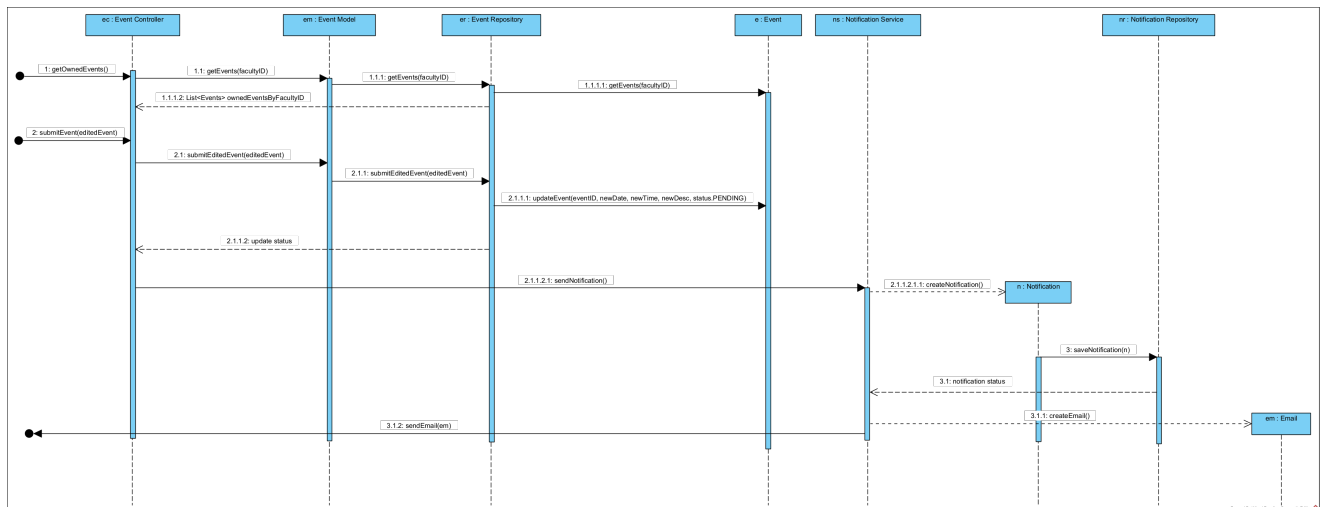 ec : Event Controller
em : Event Model
er : Event Repository
e : Event
ns : Notification Service
nr : Notification Repository
1: getOwnedEvents()
1.1: getEvents(facultyID)
1.1.1: getEvents(facultyID)
1.1.1.1: getEvents(facultyID)
1.1.1.2: List<Events> ownedEventsByFacultyID
2: submitEvent(editedEvent)
2.1: submitEditedEvent(editedEvent)
2.1.1: submitEditedEvent(editedEvent)
2.1.1.1: updateEvent(eventID, newDate, newTime, newDesc, status.PENDING)
2.1.1.2: update status
2.1.1.2.1: sendNotification()
2.1.1.2.1.1: createNotification()
n : Notification
3: saveNotification(n)
3.1: notification status
3.1.1: createEmail()
em : Email
3.1.2: sendEmail(em)